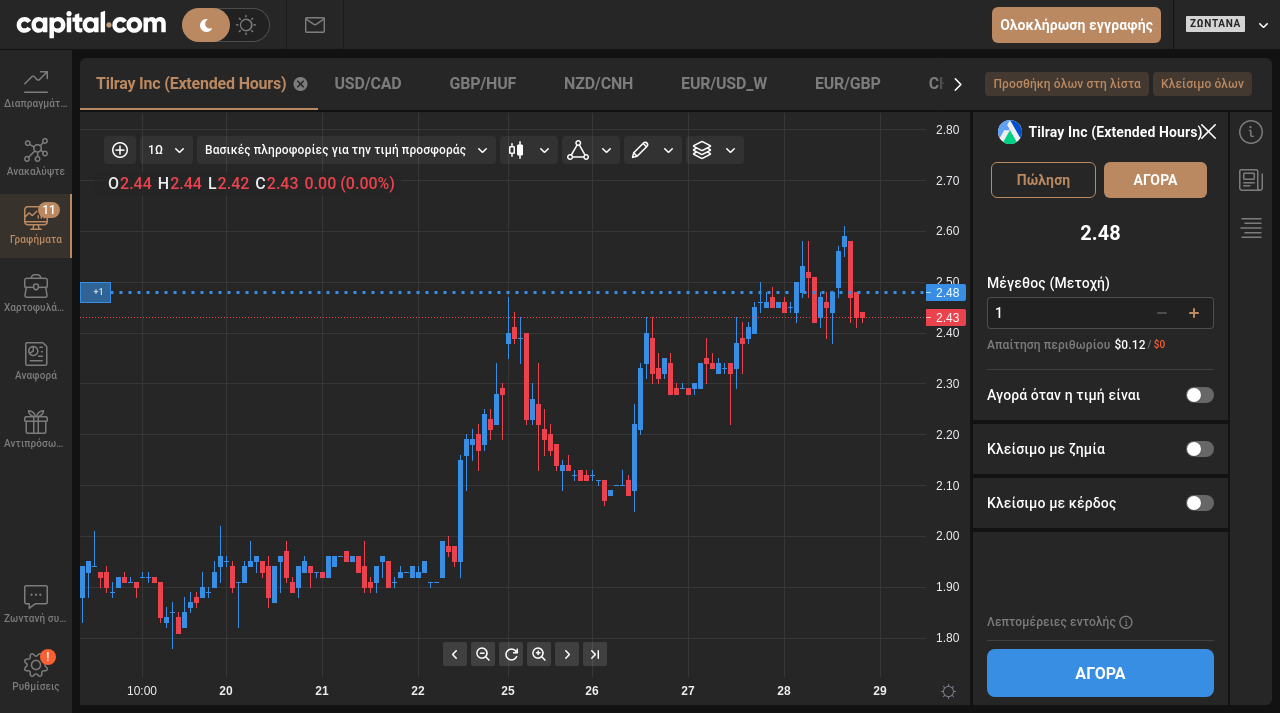 capital.com
Ολοκλήρωση εγγραφής
ΖΩΝΤΑΝΑ
Διαπραγμάτ...
Ανακαλύψτε
11
Γραφήματα
Χαρτοφυλά...
Αναφορά
Αντιπρόσω...
Ζωντανή συ...
!
Ρυθμίσεις
Tilray Inc (Extended Hours)
USD/CAD
GBP/HUF
NZD/CNH
EUR/USD_W
EUR/GBP
Προσθήκη όλων στη λίστα
Κλείσιμο όλων
1Ω
Βασικές πληροφορίες για την τιμή προσφοράς
O2.44 H2.44 L2.42 C2.43 0.00 (0.00%)
+1
2.80
2.70
2.60
2.50
2.48
2.43
2.40
2.30
2.20
2.10
2.00
1.90
1.80
10:00
20
21
22
25
26
27
28
29
Tilray Inc (Extended Hours)
Πώληση
ΑΓΟΡΑ
2.48
Μέγεθος (Μετοχή)
1
Απαίτηση περιθωρίου $0.12 / $0
Αγορά όταν η τιμή είναι
Κλείσιμο με ζημία
Κλείσιμο με κέρδος
Λεπτομέρειες εντολής
ΑΓΟΡΑ